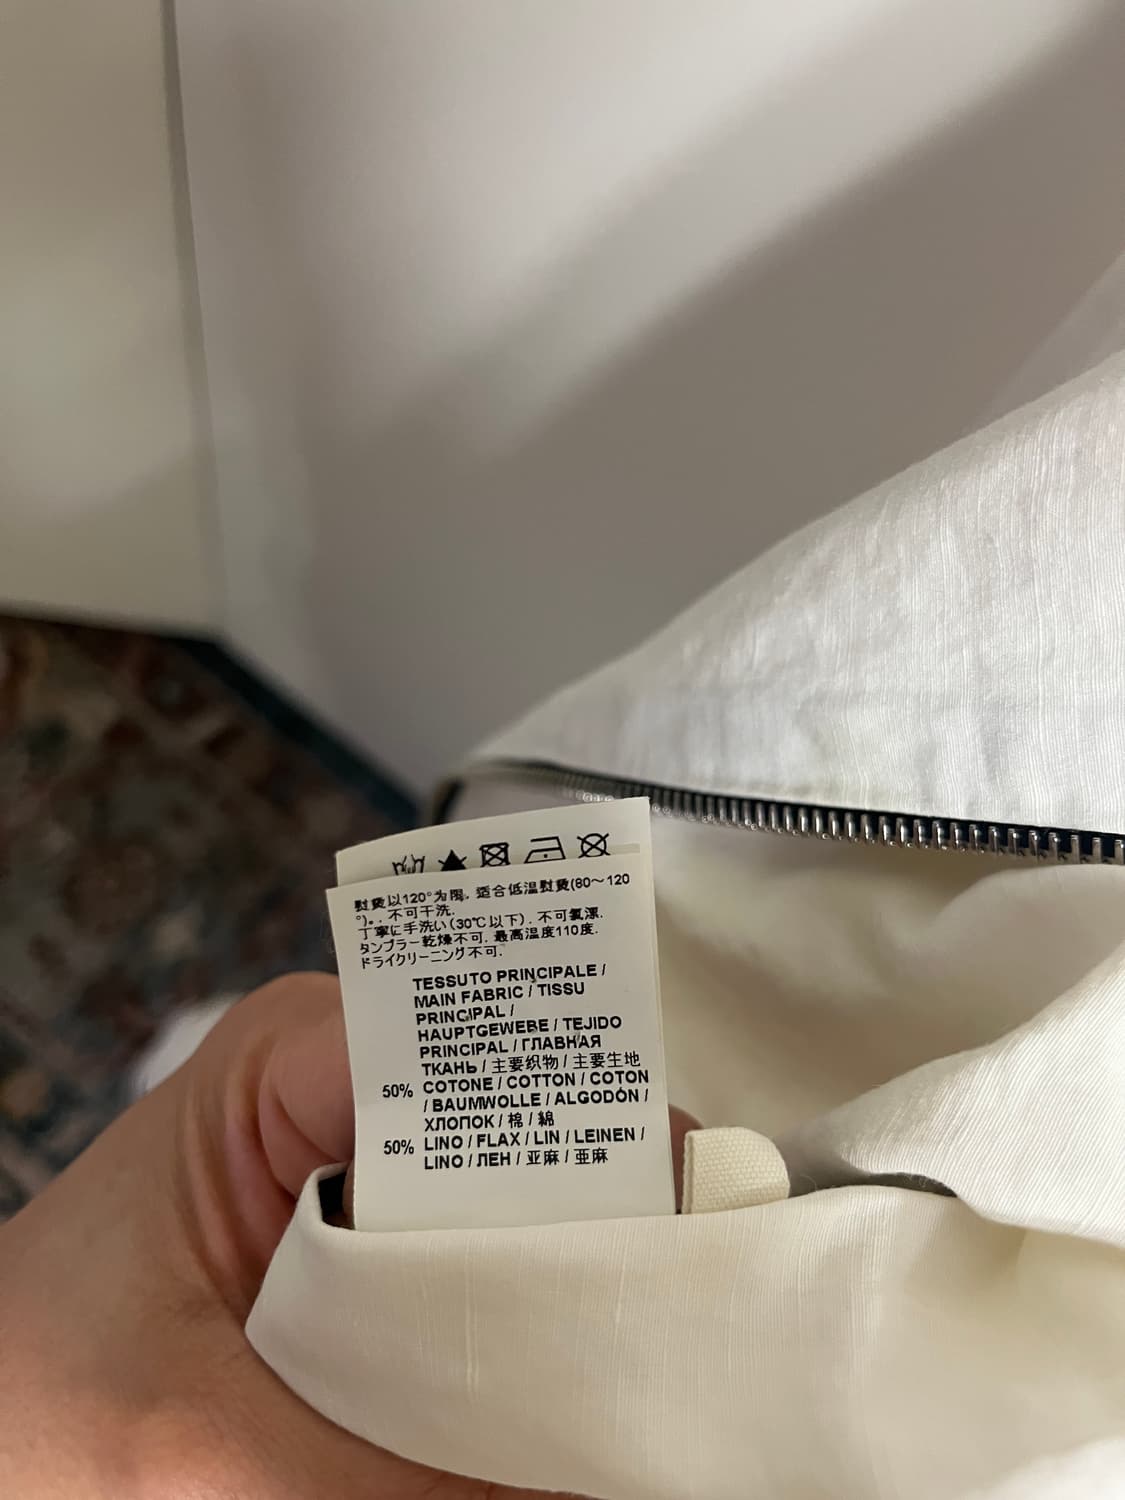 熨燙以120°为限, 适合低温熨燙(80～120
°)。, 不可干洗.
丁寧に手洗い(30℃以下), 不可氯漂.
タンブラー乾燥不可, 最高温度110度.
ドライクリーニング不可.
TESSUTO PRINCIPALE /
MAIN FABRIC / TISSU
PRINCIPAL /
HAUPTGEWEBE / TEJIDO
PRINCIPAL / ГЛАВНАЯ
ТКАНЬ / 主要织物 / 主要生地
50% COTONE / COTTON / COTON
/ BAUMWOLLE / ALGODÓN /
ХЛОПОК / 棉 / 綿
50% LINO / FLAX / LIN / LEINEN /
LINO / ЛЕН / 亚麻 / 亜麻